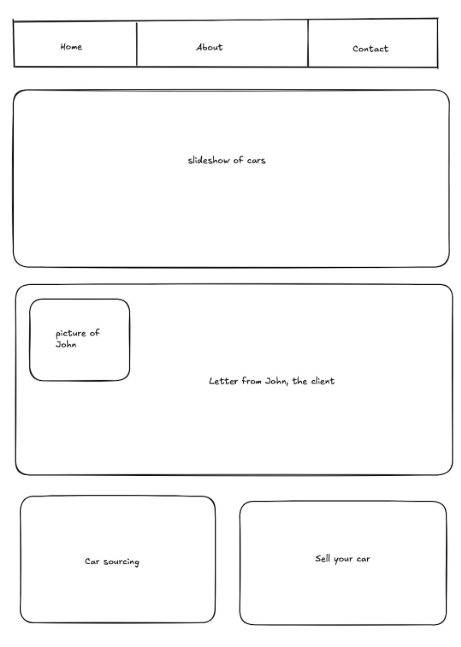 Home
About
Contact
slideshow of cars
picture of
John
Letter from John, the client
Car sourcing
Sell your car